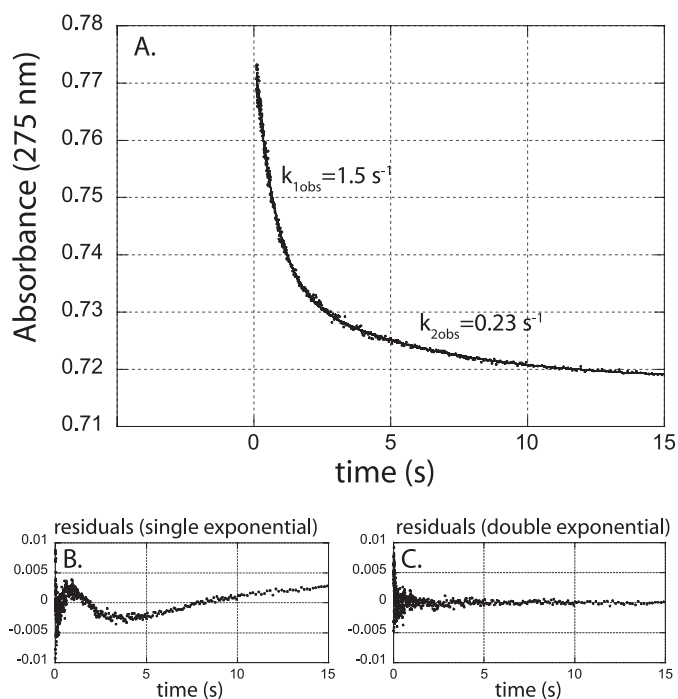 A.
0.78
0.77
0.76
0.75
0.74
0.73
0.72
0.71
Absorbance (275 nm)
k1obs=1.5 s-1
k2obs=0.23 s-1
0 5 10 15
time (s)
residuals (single exponential)
B.
0.01
0.005
0
-0.005
-0.01
0 5 10 15
time (s)
residuals (double exponential)
C.
0.01
0.005
0
-0.005
-0.01
0 5 10 15
time (s)